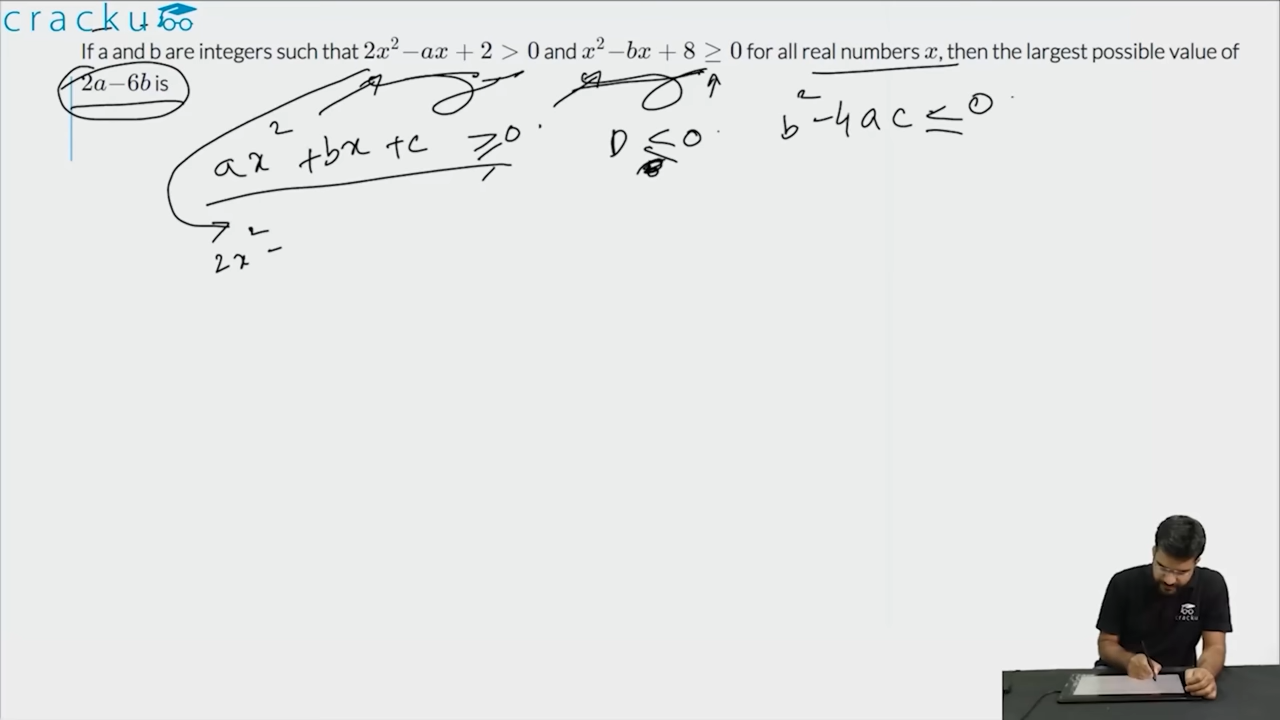 cracku
If a and b are integers such that 2x² − ax + 2 > 0 and x² − bx + 8 ≥ 0 for all real numbers x, then the largest possible value of
2a − 6b is
ax² + bx + c ≥ 0 D ≤ 0 b² − 4ac ≤ 0
2x² −
cracku